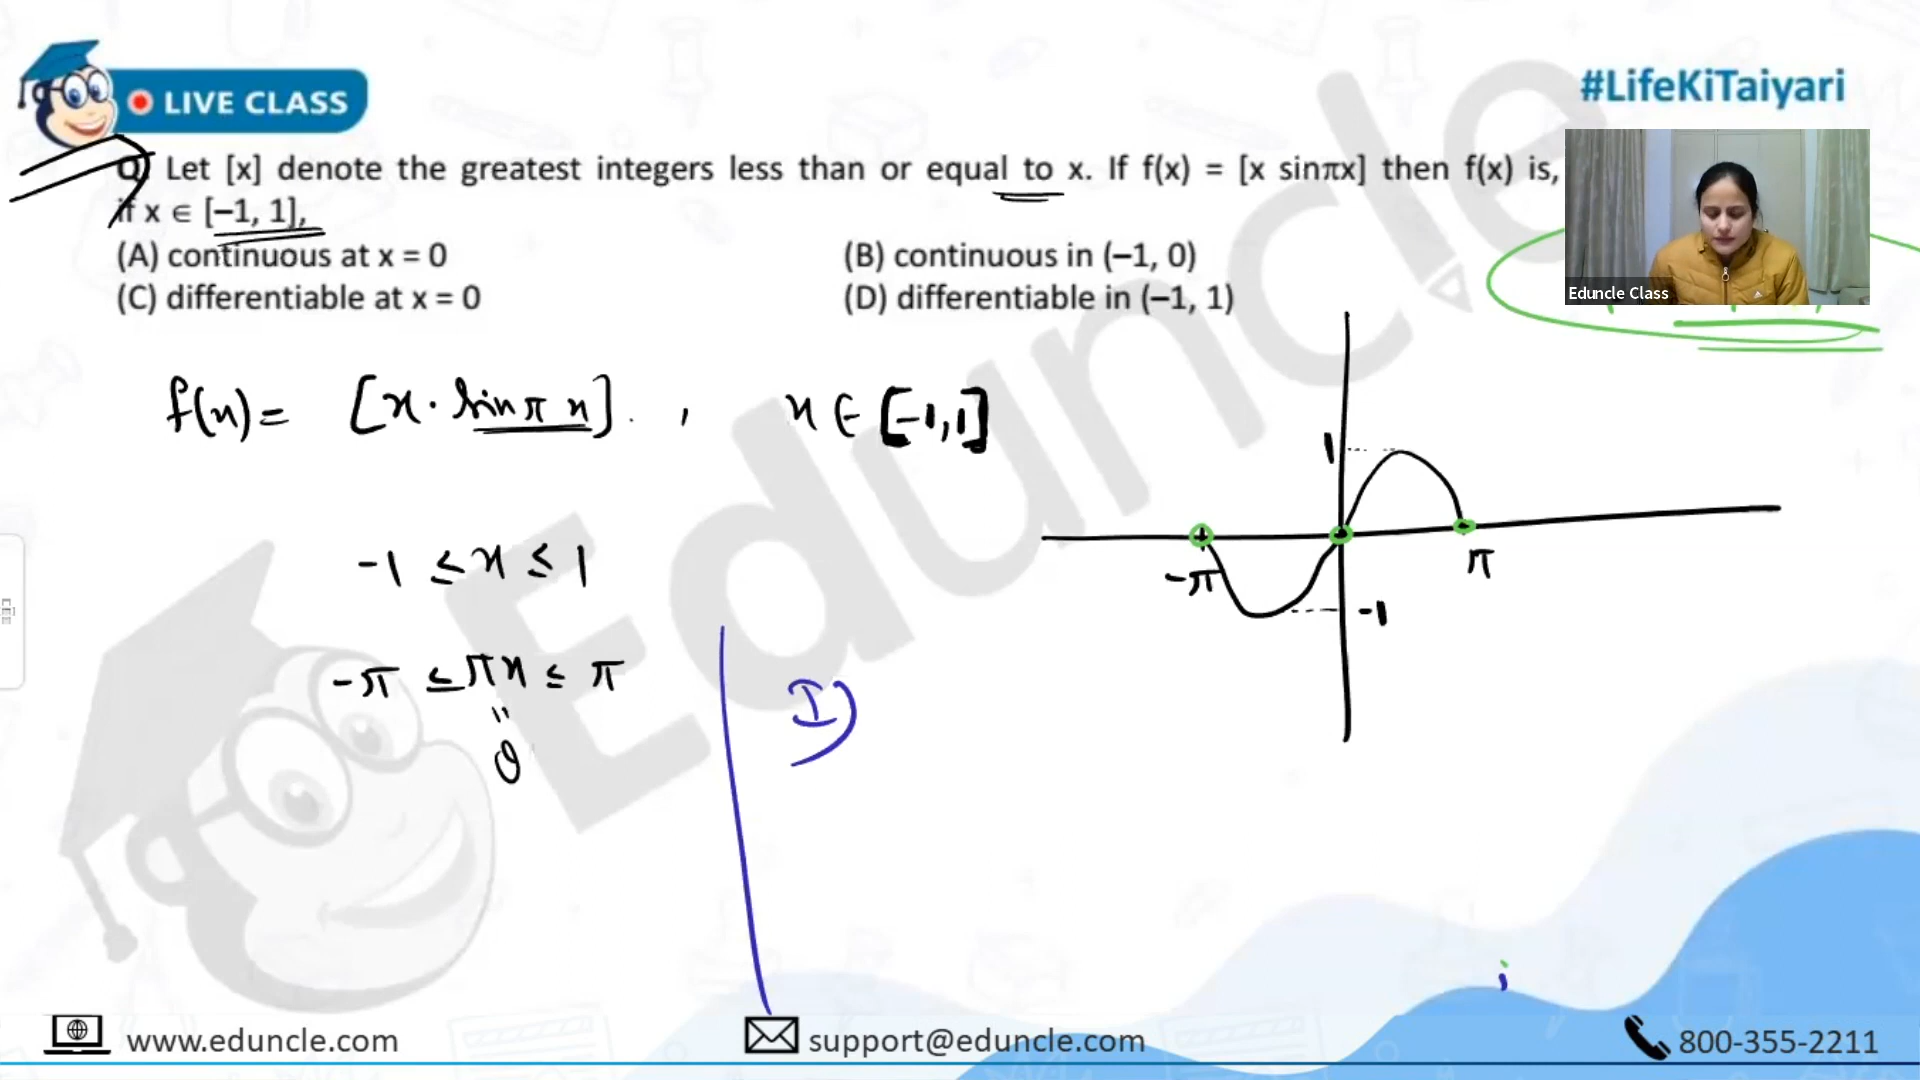 LIVE CLASS
#LifeKiTaiyari
Q) Let [x] denote the greatest integers less than or equal to x. If f(x) = [x sinπx] then f(x) is,
if x ∈ [–1, 1],
(A) continuous at x = 0
(B) continuous in (–1, 0)
(C) differentiable at x = 0
(D) differentiable in (–1, 1)
Eduncle Class
f(x) = [x · sin π x] . , x ∈ [-1,1]
-1 ≤ x ≤ 1
-π ≤ πx ≤ π
"
θ
I)
1
-π
π
-1
Eduncle
www.eduncle.com
support@eduncle.com
800-355-2211